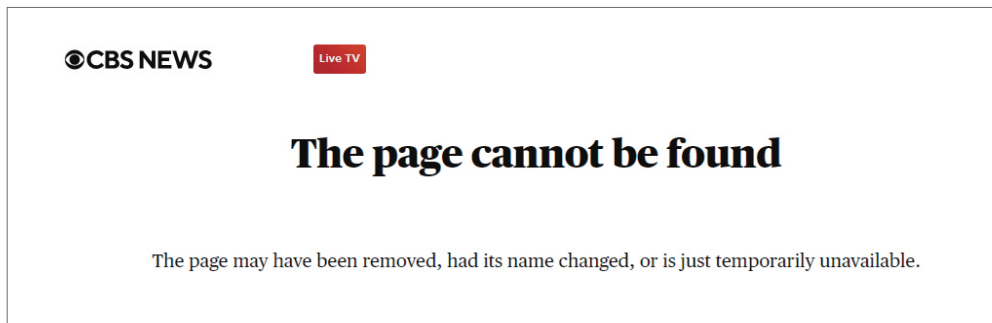 CBS NEWS
Live TV
The page cannot be found
The page may have been removed, had its name changed, or is just temporarily unavailable.